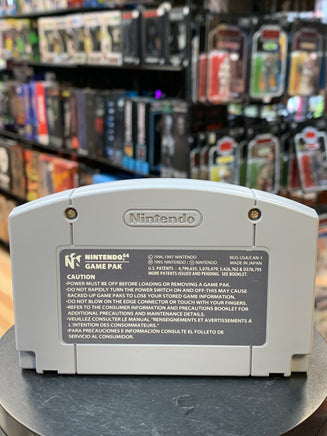 Nintendo
NINTENDO 64
GAME PAK
© 1996,1997 NINTENDO
© 1995 NINTENDO
NUS-USA/CAN-1
MADE IN JAPAN
U.S. PATENTS : 4,799,635; 5,070,479; 5,426,762 & D376,795
MORE PATENTS ISSUED AND PENDING. SEE BOOKLET.
CAUTION
•POWER MUST BE OFF BEFORE LOADING OR REMOVING A GAME PAK.
•DO NOT RAPIDLY TURN THE POWER SWITCH ON AND OFF-THIS MAY CAUSE
BACKED-UP GAME PAKS TO LOSE YOUR STORED GAME INFORMATION.
•DO NOT BLOW ON THE EDGE CONNECTOR OR TOUCH WITH YOUR FINGERS.
•REFER TO THE CONSUMER INFORMATION AND PRECAUTIONS BOOKLET FOR
ADDITIONAL PRECAUTIONS AND MAINTENANCE DETAILS.
•VEUILLEZ CONSULTER LE MANUAL "RENSEIGNEMENTS ET AVERTISSEMENTS À
L'INTENTION DES CONSOMMATEURS."
•PARA PRECAUCIONES E INFORMACIÓN CONSULTE EL FOLLETO DE
SERVICIO AL CONSUMIDOR.